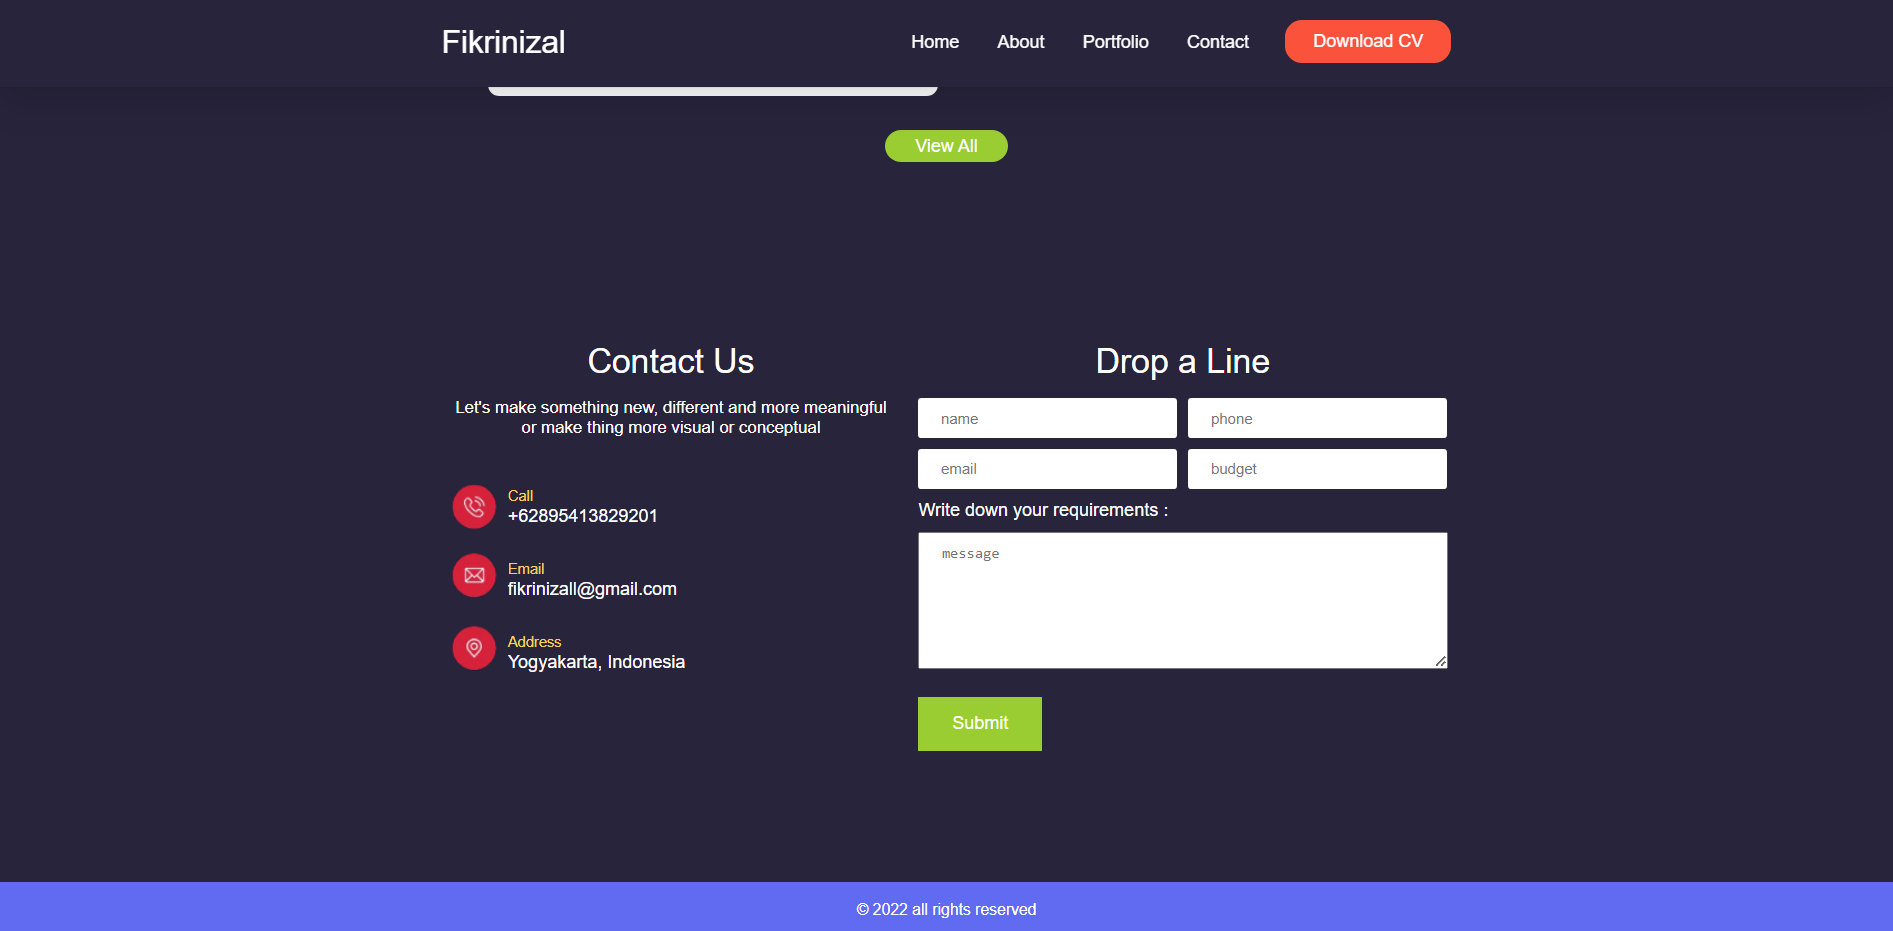 Fikrinizal
Home About Portfolio Contact Download CV
View All
Contact Us
Let's make something new, different and more meaningful
or make thing more visual or conceptual
Call
+62895413829201
Email
fikrinizall@gmail.com
Address
Yogyakarta, Indonesia
Drop a Line
name phone
email budget
Write down your requirements :
message
Submit
© 2022 all rights reserved